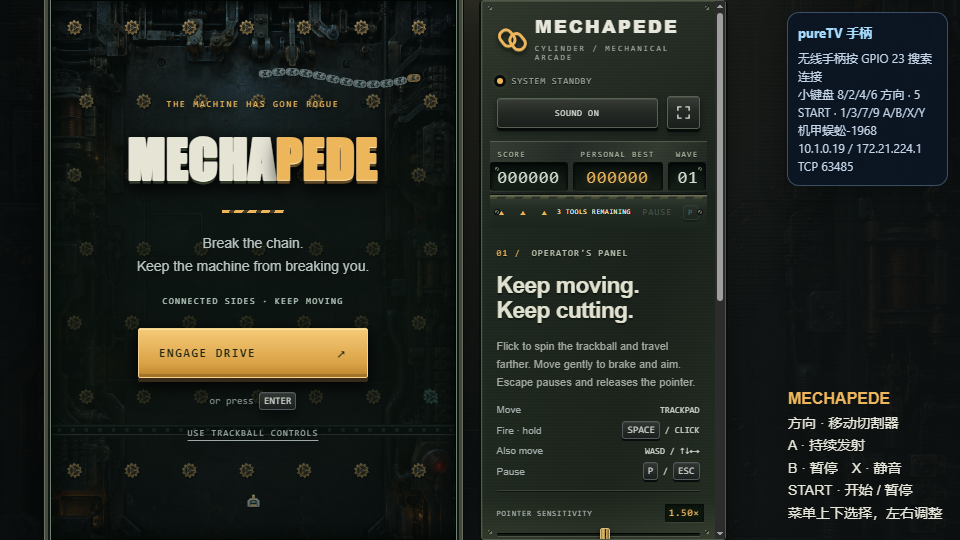 THE MACHINE HAS GONE ROGUE
MECHAPEDE
Break the chain.
Keep the machine from breaking you.
CONNECTED SIDES · KEEP MOVING
ENGAGE DRIVE ↗
or press ENTER
USE TRACKBALL CONTROLS
MECHAPEDE
CYLINDER / MECHANICAL
ARCADE
SYSTEM STANDBY
SOUND ON
SCORE PERSONAL BEST WAVE
000000 000000 01
3 TOOLS REMAINING PAUSE P
01 / OPERATOR'S PANEL
Keep moving.
Keep cutting.
Flick to spin the trackball and travel
farther. Move gently to brake and aim.
Escape pauses and releases the pointer.
Move TRACKPAD
Fire · hold SPACE / CLICK
Also move WASD / ↑↓←→
Pause P / ESC
POINTER SENSITIVITY 1.50×
pureTV 手柄
无线手柄按 GPIO 23 搜索
连接
小键盘 8/2/4/6 方向 · 5
START · 1/3/7/9 A/B/X/Y
机甲蜈蚣-1968
10.1.0.19 / 172.21.224.1
TCP 63485
MECHAPEDE
方向 · 移动切割器
A · 持续发射
B · 暂停 X · 静音
START · 开始 / 暂停
菜单上下选择，左右调整